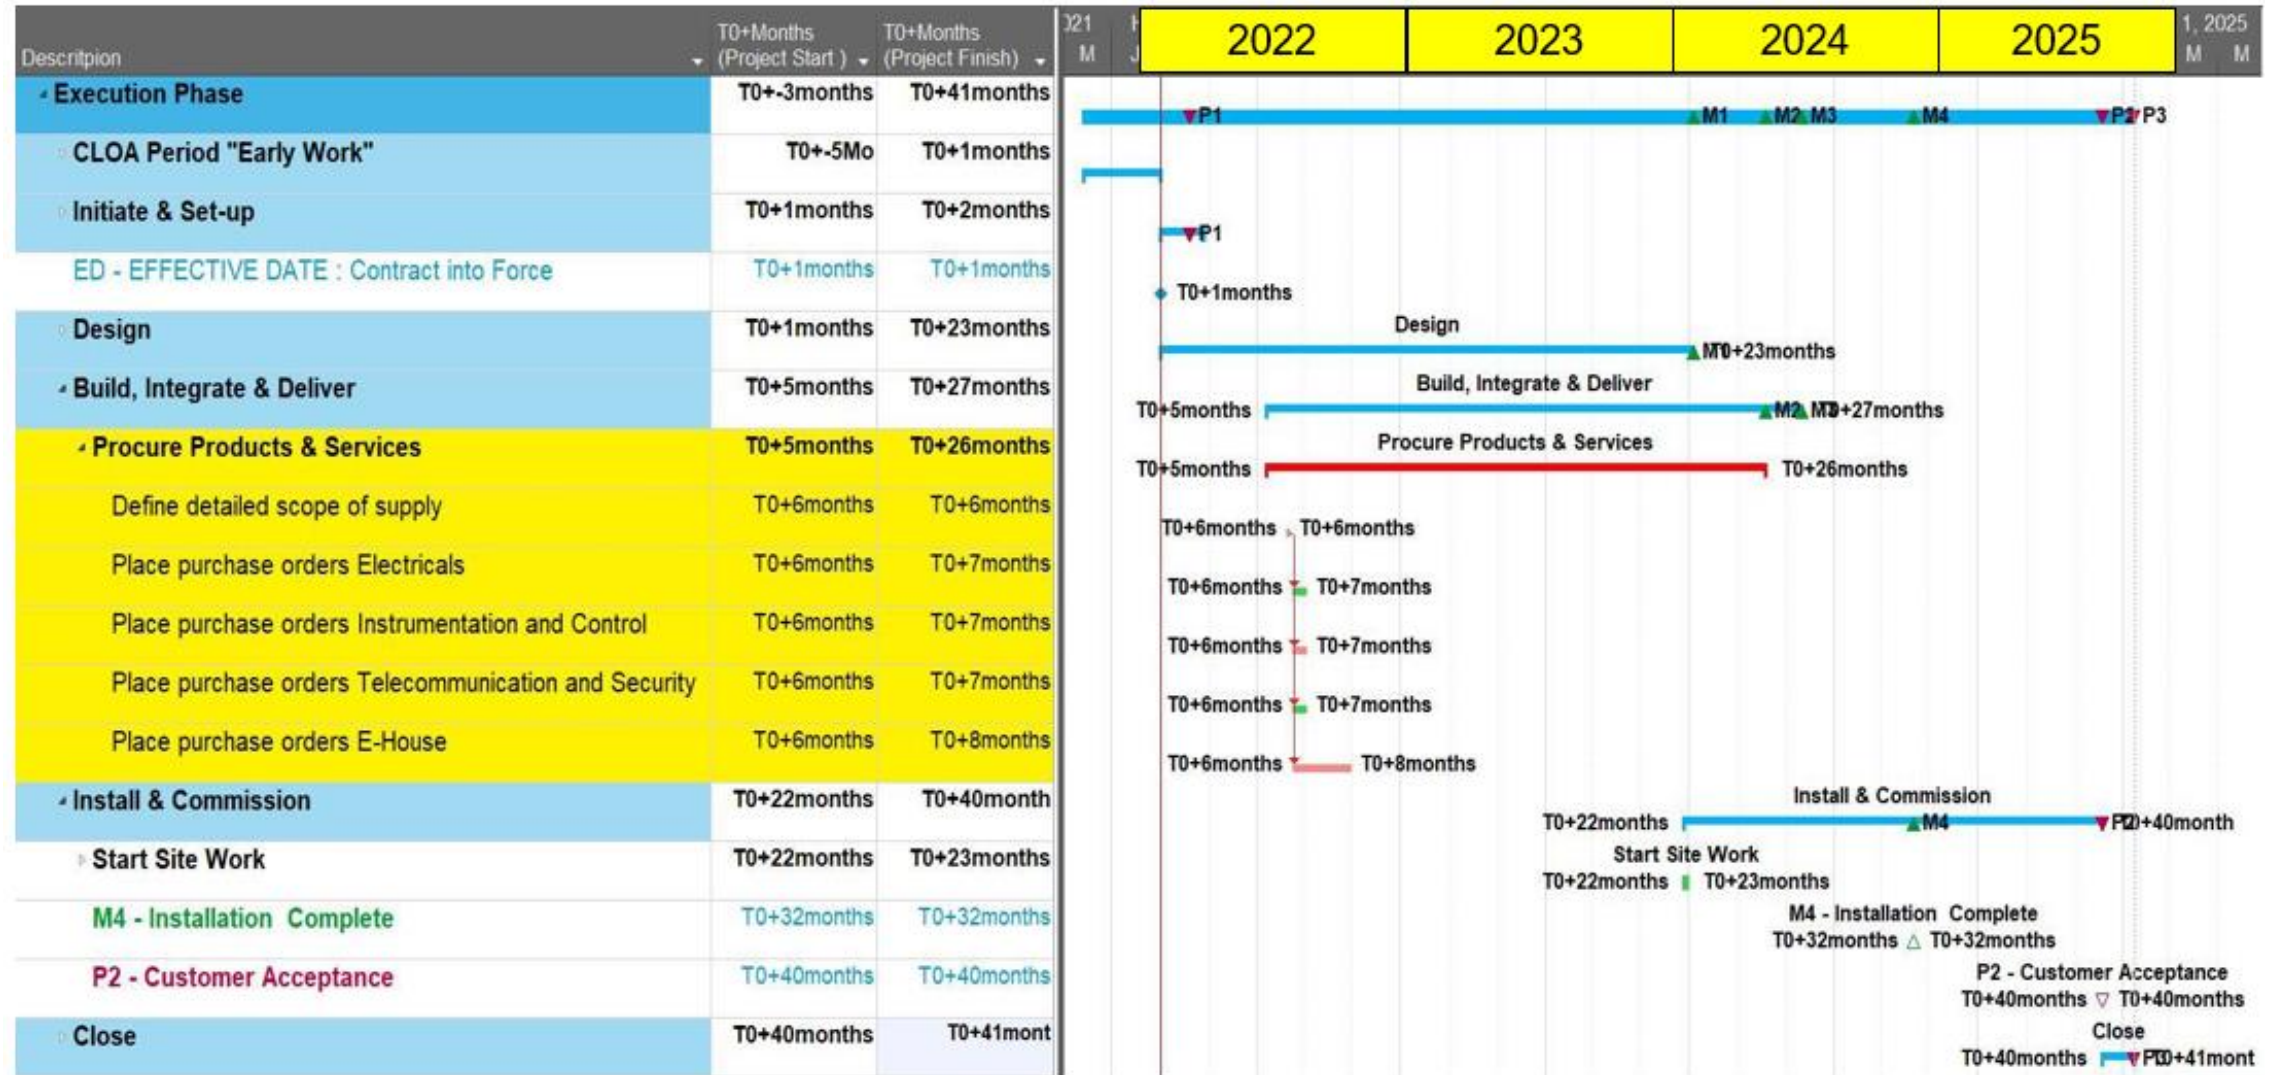 Descritpion
T0+Months
(Project Start )
T0+Months
(Project Finish)
021
M
2022
2023
2024
2025
1, 2025
M M
Execution Phase T0+-3months T0+41months
P1 M1 M2 M3 M4 P2 P3
CLOA Period "Early Work" T0+-5Mo T0+1months
Initiate & Set-up T0+1months T0+2months
P1
ED - EFFECTIVE DATE : Contract into Force T0+1months T0+1months
T0+1months
Design T0+1months T0+23months
Design
T0+23months
Build, Integrate & Deliver T0+5months T0+27months
Build, Integrate & Deliver
T0+5months M2 T0+27months
Procure Products & Services T0+5months T0+26months
Procure Products & Services
T0+5months T0+26months
Define detailed scope of supply T0+6months T0+6months
T0+6months T0+6months
Place purchase orders Electricals T0+6months T0+7months
T0+6months T0+7months
Place purchase orders Instrumentation and Control T0+6months T0+7months
T0+6months T0+7months
Place purchase orders Telecommunication and Security T0+6months T0+7months
T0+6months T0+7months
Place purchase orders E-House T0+6months T0+8months
T0+6months T0+8months
Install & Commission T0+22months T0+40month
Install & Commission
T0+22months M4 T0+40month
Start Site Work T0+22months T0+23months
Start Site Work
T0+22months T0+23months
M4 - Installation Complete T0+32months T0+32months
M4 - Installation Complete
T0+32months T0+32months
P2 - Customer Acceptance T0+40months T0+40months
P2 - Customer Acceptance
T0+40months T0+40months
Close T0+40months T0+41mont
Close
T0+40months T0+41mont